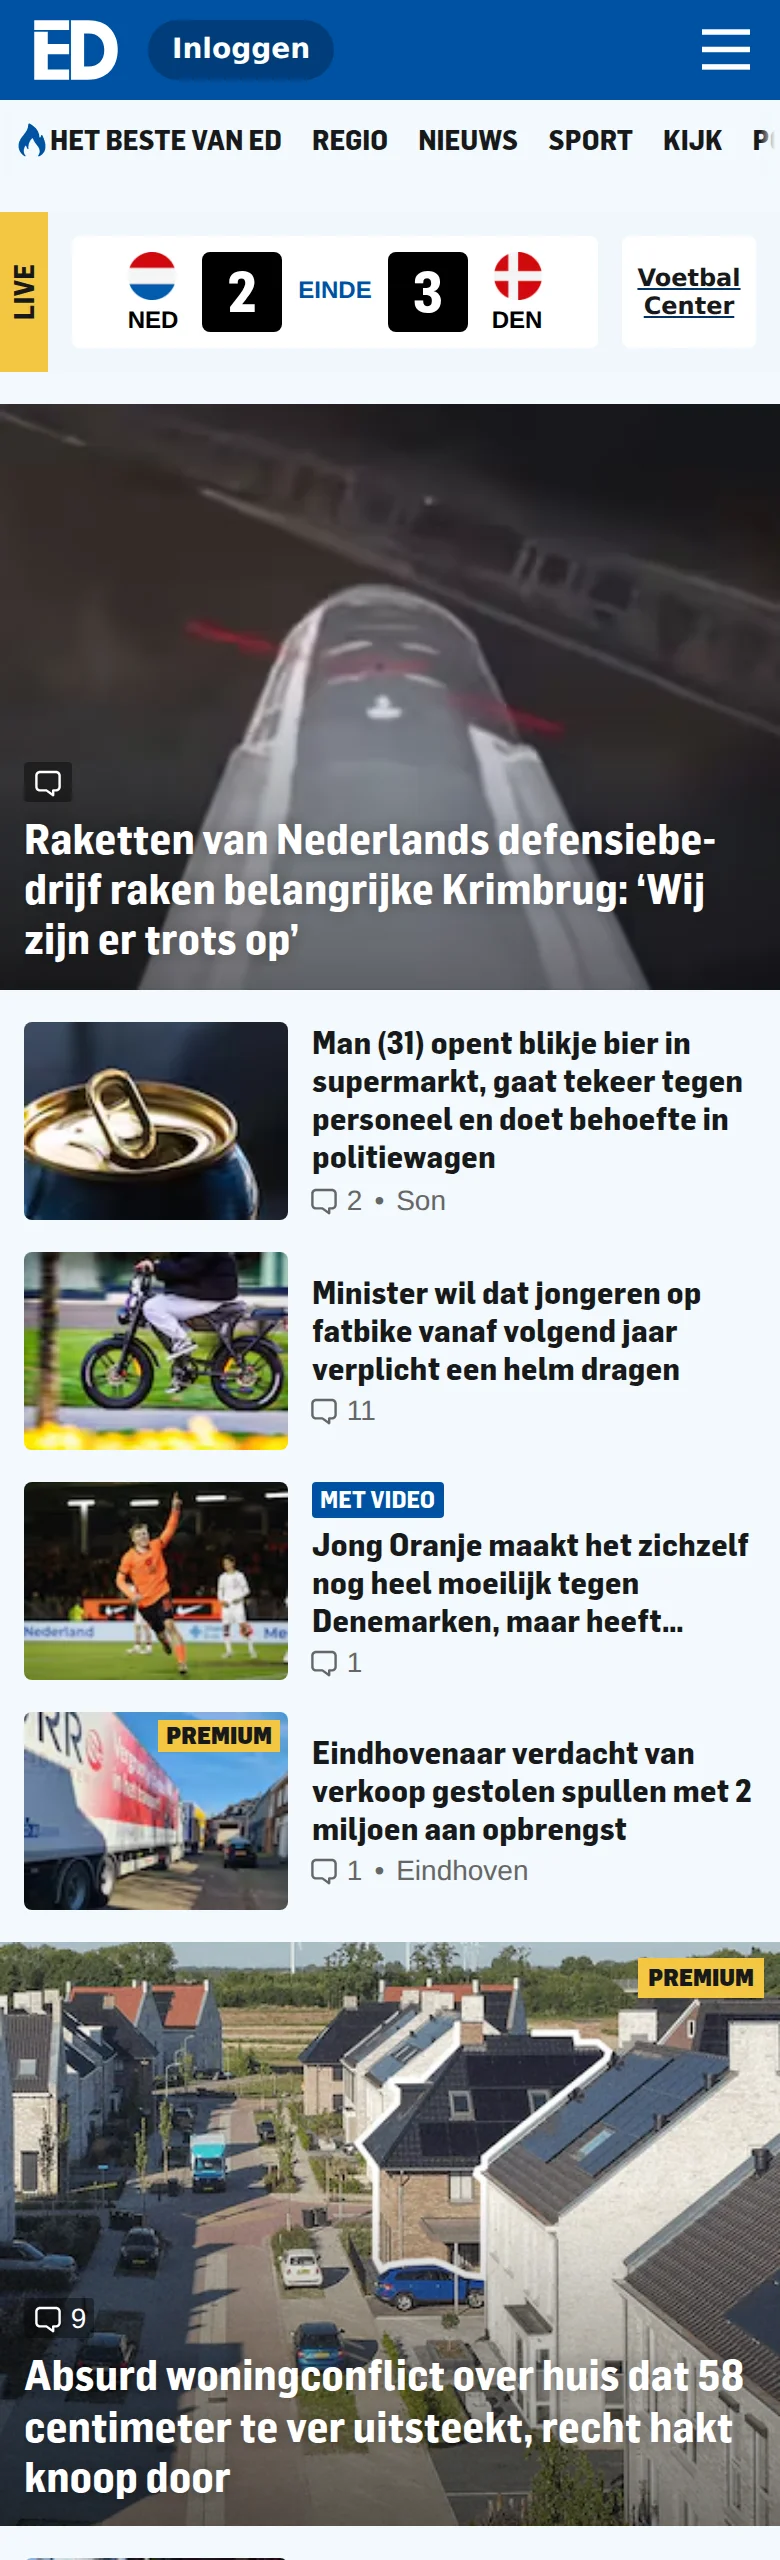 ED Inloggen
HET BESTE VAN ED REGIO NIEUWS SPORT KIJK
LIVE
NED 2 EINDE 3 DEN
Voetbal
Center
Raketten van Nederlands defensiebe-
drijf raken belangrijke Krimbrug: ‘Wij
zijn er trots op’
Man (31) opent blikje bier in
supermarkt, gaat tekeer tegen
personeel en doet behoefte in
politiewagen
2 • Son
Minister wil dat jongeren op
fatbike vanaf volgend jaar
verplicht een helm dragen
11
MET VIDEO
Jong Oranje maakt het zichzelf
nog heel moeilijk tegen
Denemarken, maar heeft...
1
Nederland
Me
RR
PREMIUM
Eindhovenaar verdacht van
verkoop gestolen spullen met 2
miljoen aan opbrengst
1 • Eindhoven
PREMIUM
9
Absurd woningconflict over huis dat 58
centimeter te ver uitsteekt, recht hakt
knoop door